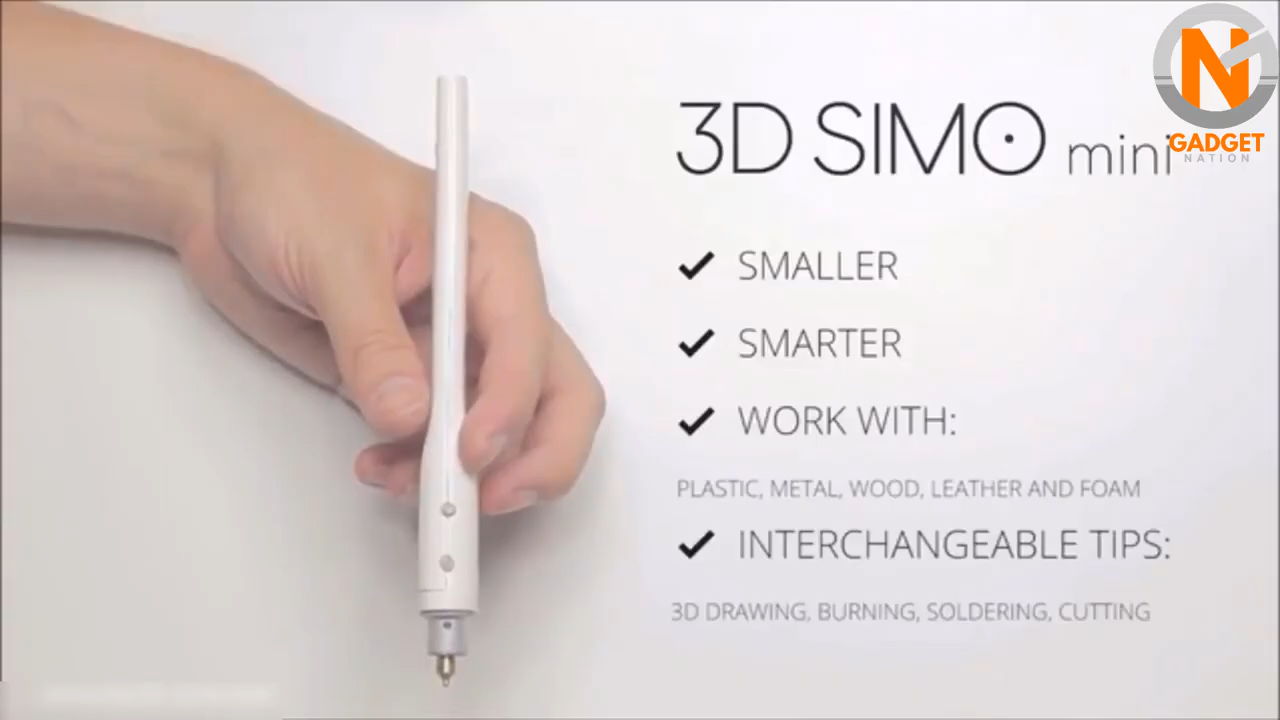 3D SIMO mini
GADGET
NATION
✔ SMALLER
✔ SMARTER
✔ WORK WITH:
PLASTIC, METAL, WOOD, LEATHER AND FOAM
✔ INTERCHANGEABLE TIPS:
3D DRAWING, BURNING, SOLDERING, CUTTING